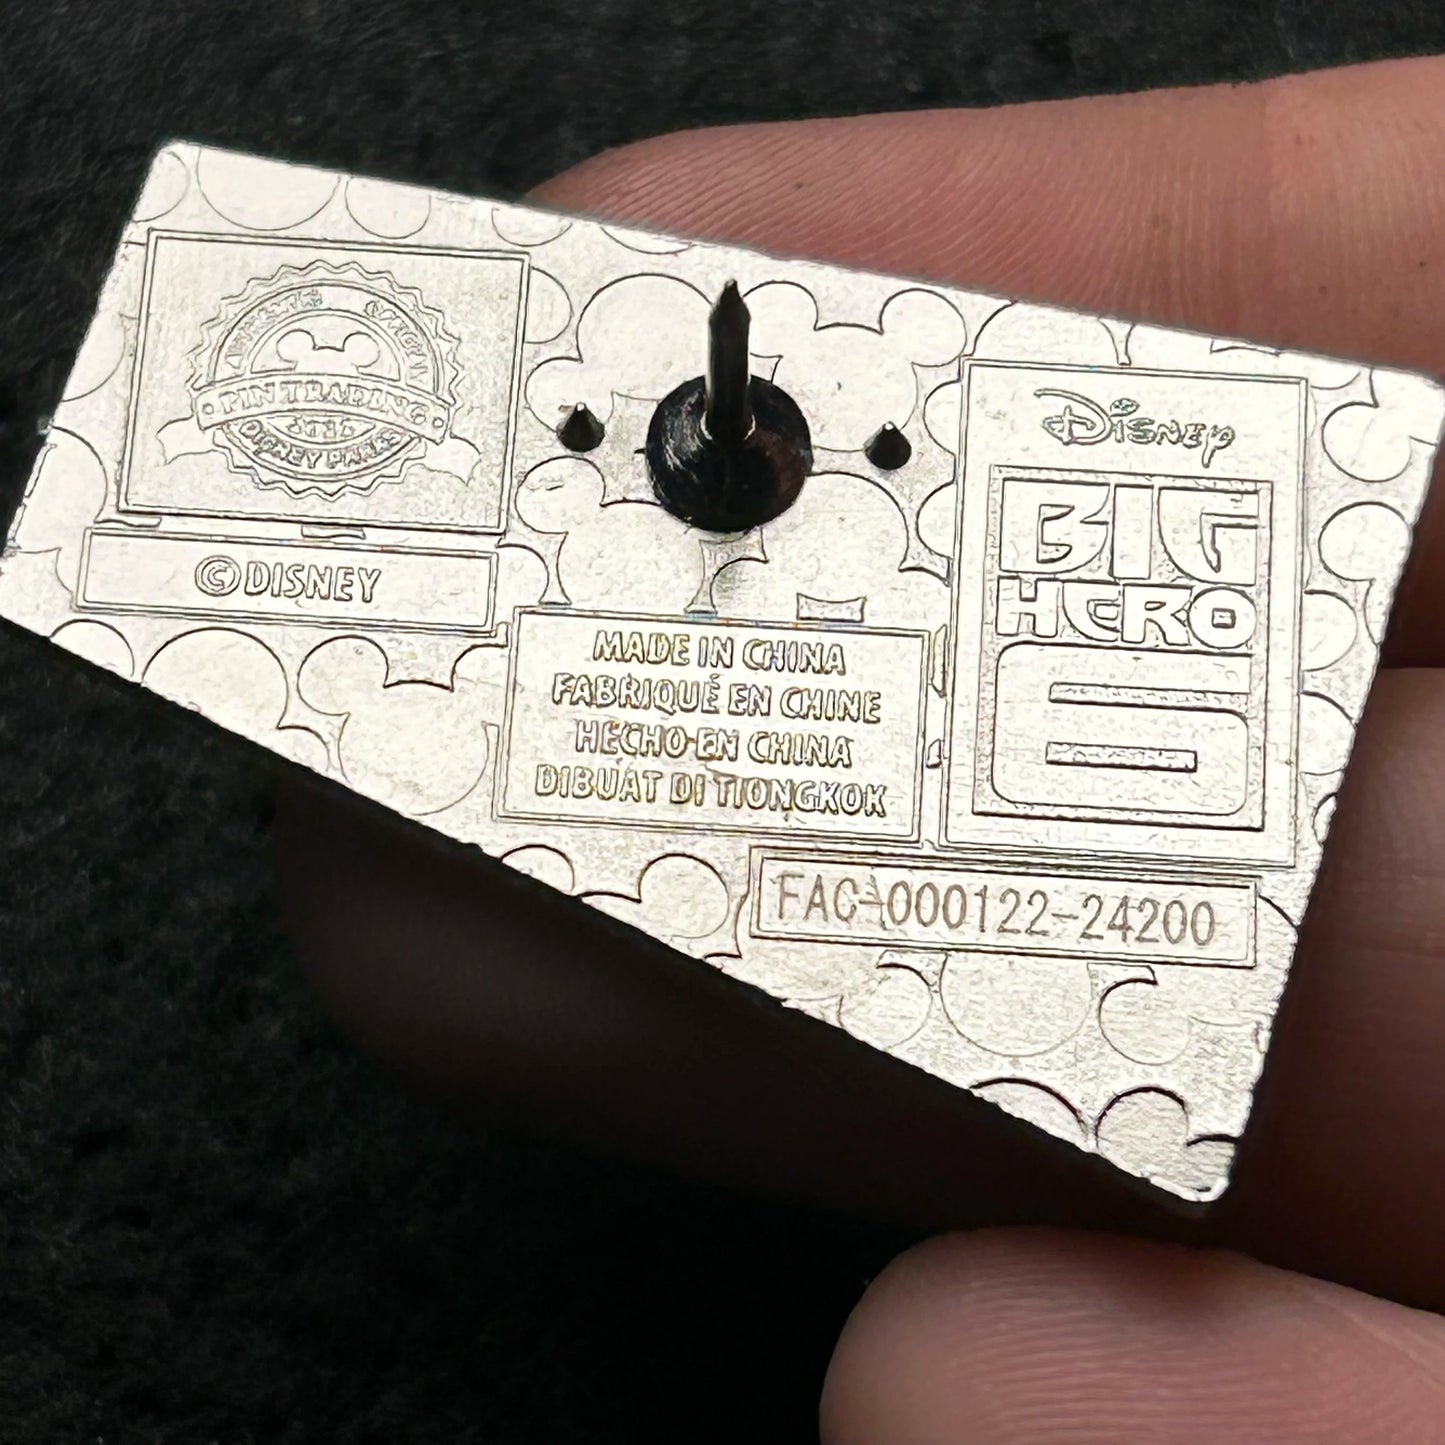 PIN TRADING
DISNEY PARKS
©DISNEY
MADE IN CHINA
FABRIQUÉ EN CHINE
HECHO EN CHINA
DIBUAT DI TIONGKOK
Disney
BIG
HERO
6
FAC-000122-24200